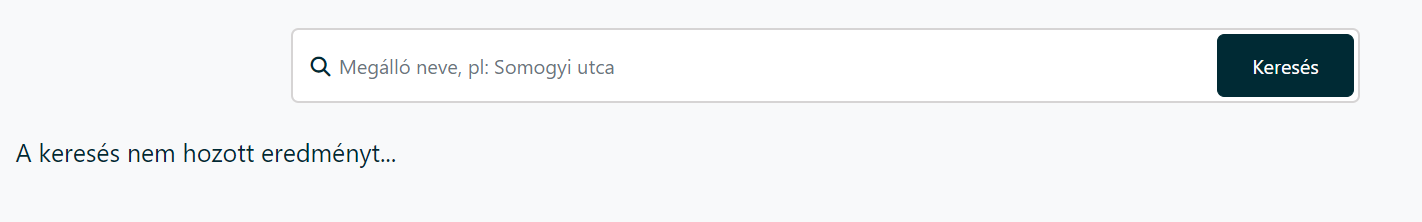 Megálló neve, pl: Somogyi utca
Keresés
A keresés nem hozott eredményt...